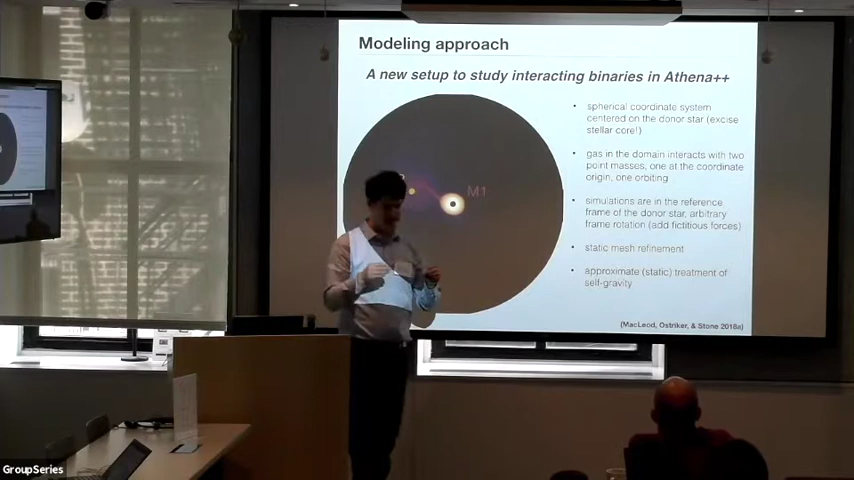 Modeling approach
A new setup to study interacting binaries in Athena++
• spherical coordinate system
centered on the donor star (excise
stellar core!)
• gas in the domain interacts with two
point masses, one at the coordinate
origin, one orbiting
• simulations are in the reference
frame of the donor star, arbitrary
frame rotation (add fictitious forces)
• static mesh refinement
• approximate (static) treatment of
self-gravity
M1
(MacLeod, Ostriker, & Stone 2018a)
GroupSeries